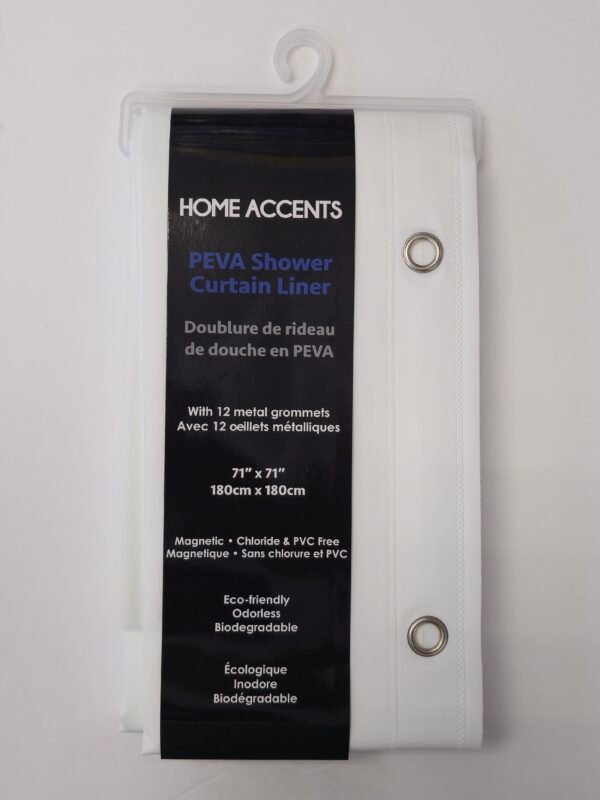 HOME ACCENTS
PEVA Shower
Curtain Liner
Doublure de rideau
de douche en PEVA
With 12 metal grommets
Avec 12 oeillets métalliques
71" x 71"
180cm x 180cm
Magnetic • Chloride & PVC Free
Magnetique • Sans chlorure et PVC
Eco-friendly
Odorless
Biodegradable
Écologique
Inodore
Biodégradable